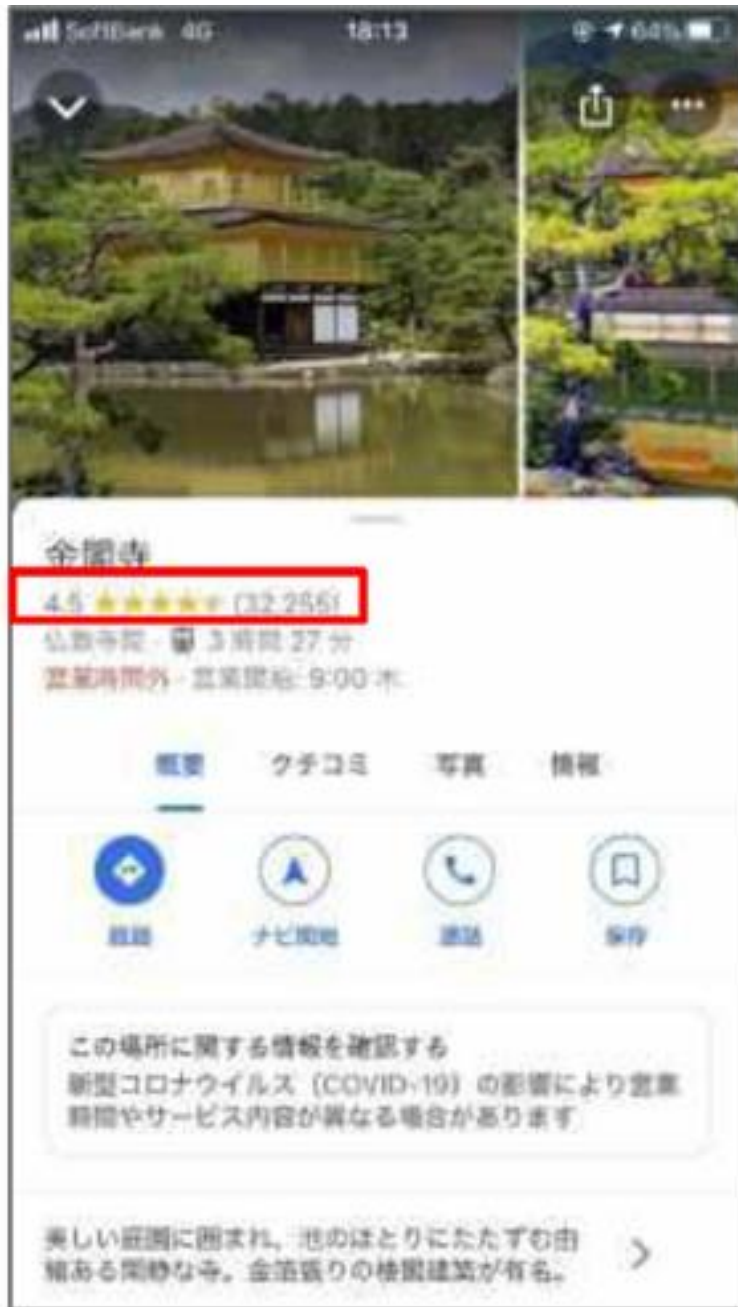 SoftBank 4G 18:13 64%
金閣寺
4.5 (32,255)
仏教寺院・3 時間 27 分
営業時間外・営業開始: 9:00 木
概要 クチコミ 写真 情報
経路 ナビ開始 通話 保存
この場所に関する情報を確認する
新型コロナウイルス（COVID-19）の影響により営業
時間やサービス内容が異なる場合があります
美しい庭園に囲まれ、池のほとりにたたずむ由
緒ある閑静な寺。金箔張りの楼閣建築が有名。